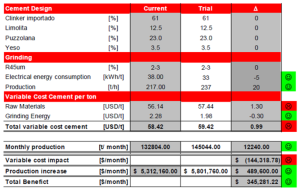 Cement Design Current Trial Δ
Clinker importado [%] 61 61 0
Limolita [%] 12.5 12.5 0
Puzzolana [%] 23.0 23.0 0
Yeso [%] 3.5 3.5 0
Grinding
R45um [%] 2-3 2-3 0
Electrical energy consumption [kWh/t] 38.00 33 -5
Production [t/h] 217.00 237 20
Variable Cost Cement per ton
Raw Materials [USD/t] 56.14 57.44 1.30
Grinding Energy [USD/t] 2.28 1.98 -0.30
Total variable cost cement [USD/t] 58.42 59.42 0.99
Monthly production [t/ month] 132804.00 145044.00 12240.00
Variable cost impact [$/month] $ (144,318.78)
Production increase [$/month] $ 5,312,160.00 $ 5,801,760.00 $ 489,600.00
Total Benefict [$/month] $ 345,281.22